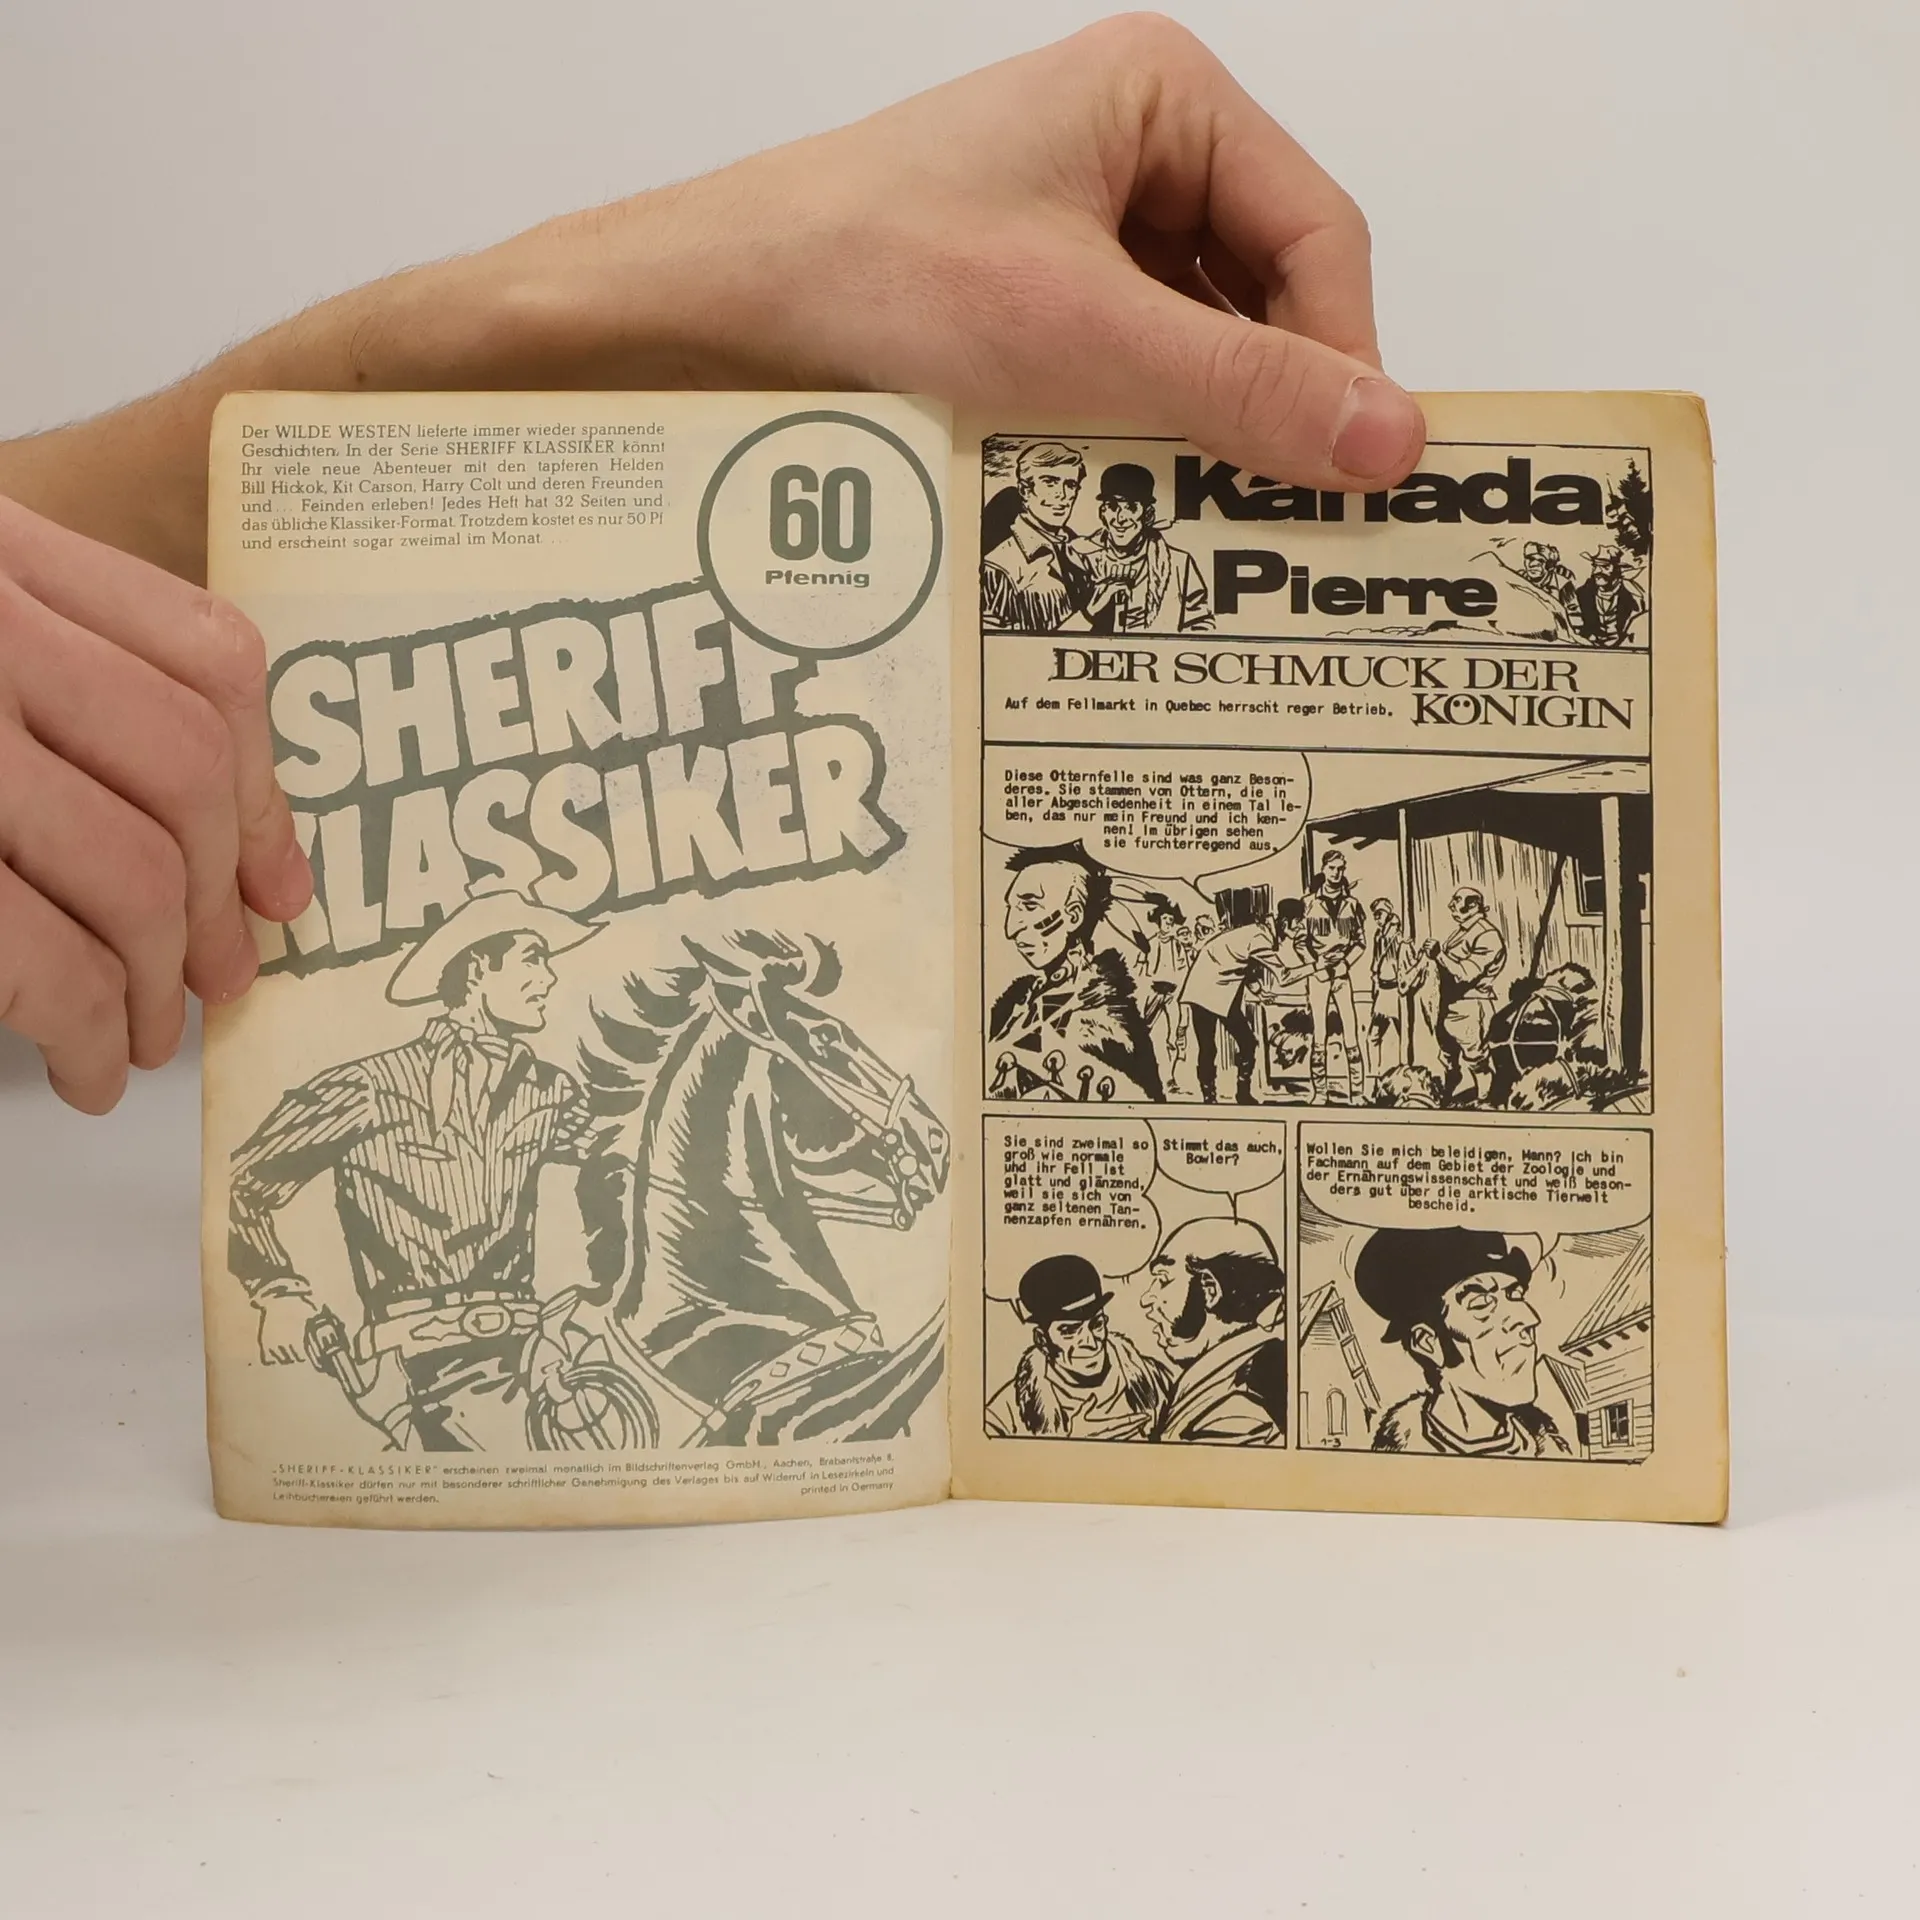 Der WILDE WESTEN lieferte immer wieder spannende
Geschichten. In der Serie SHERIFF KLASSIKER könnt
Ihr viele neue Abenteuer mit den tapferen Helden
Bill Hickok, Kit Carson, Harry Colt und deren Freunden
und ... Feinden erleben! Jedes Heft hat 32 Seiten und
das übliche Klassiker-Format. Trotzdem kostet es nur 50 Pf
und erscheint sogar zweimal im Monat ...
60
Pfennig
SHERIFF
KLASSIKER
„SHERIFF-KLASSIKER" erscheinen zweimal monatlich im Bildschriftenverlag GmbH., Aachen, Brabantstraße 8.
Sheriff-Klassiker dürfen nur mit besonderer schriftlicher Genehmigung des Verlages bis auf Widerruf in Lesezirkeln und
Leihbüchereien geführt werden.
printed in Germany
Kanada
Pierre
DER SCHMUCK DER
KÖNIGIN
Auf dem Fellmarkt in Quebec herrscht reger Betrieb.
Diese Otternfelle sind was ganz Beson-
deres. Sie stammen von Ottern, die in
aller Abgeschiedenheit in einem Tal le-
ben, das nur mein Freund und ich ken-
nen! Im übrigen sehen
sie furchterregend aus.
Sie sind zweimal so
groß wie normale
und ihr Fell ist
glatt und glänzend,
weil sie sich von
ganz seltenen Tan-
nenzapfen ernähren.
Stimmt das auch,
Bowler?
Wollen Sie mich beleidigen, Mann? Ich bin
Fachmann auf dem Gebiet der Zoologie und
der Ernährungswissenschaft und weiß beson-
ders gut über die arktische Tierwelt
bescheid.
1-3